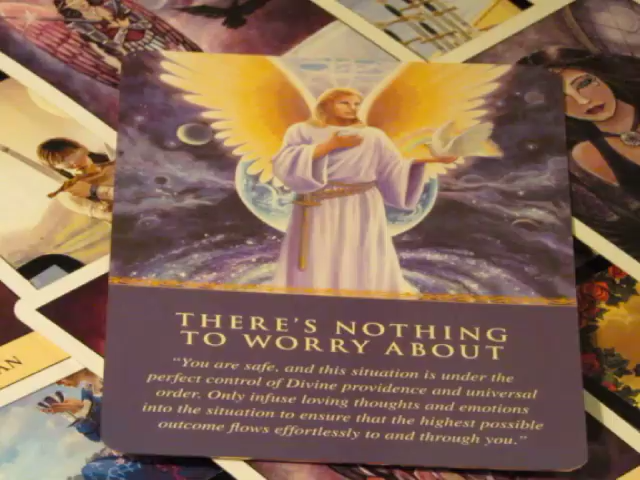 THERE'S NOTHING
TO WORRY ABOUT
"You are safe, and this situation is under the
perfect control of Divine providence and universal
order. Only infuse loving thoughts and emotions
into the situation to ensure that the highest possible
outcome flows effortlessly to and through you."